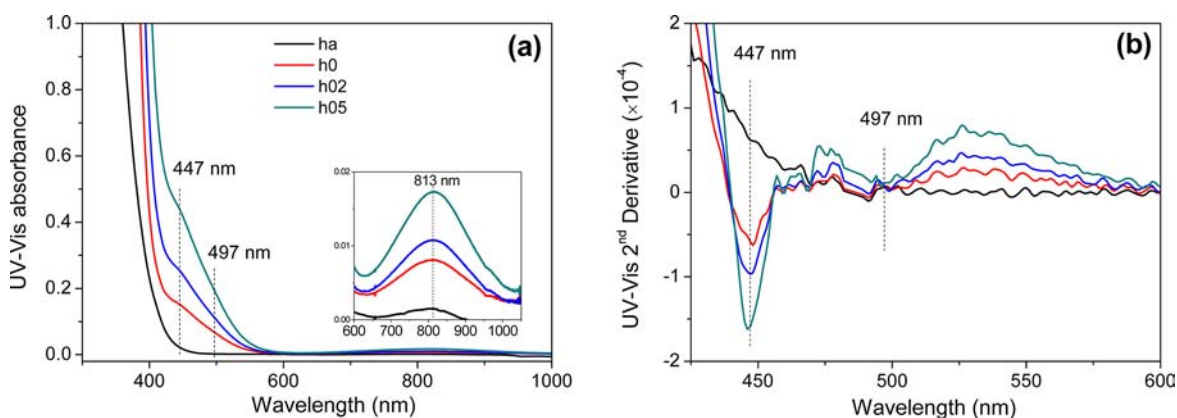 (a)
ha
h0
h02
h05
447 nm
497 nm
UV-Vis absorbance
1.0
0.8
0.6
0.4
0.2
0.0
400
600
800
1000
Wavelength (nm)
0.02
0.01
0.00
813 nm
600 700 800 900 1000
(b)
447 nm
497 nm
UV-Vis 2nd Derivative (×10-4)
2
1
0
-1
-2
450
500
550
600
Wavelength (nm)